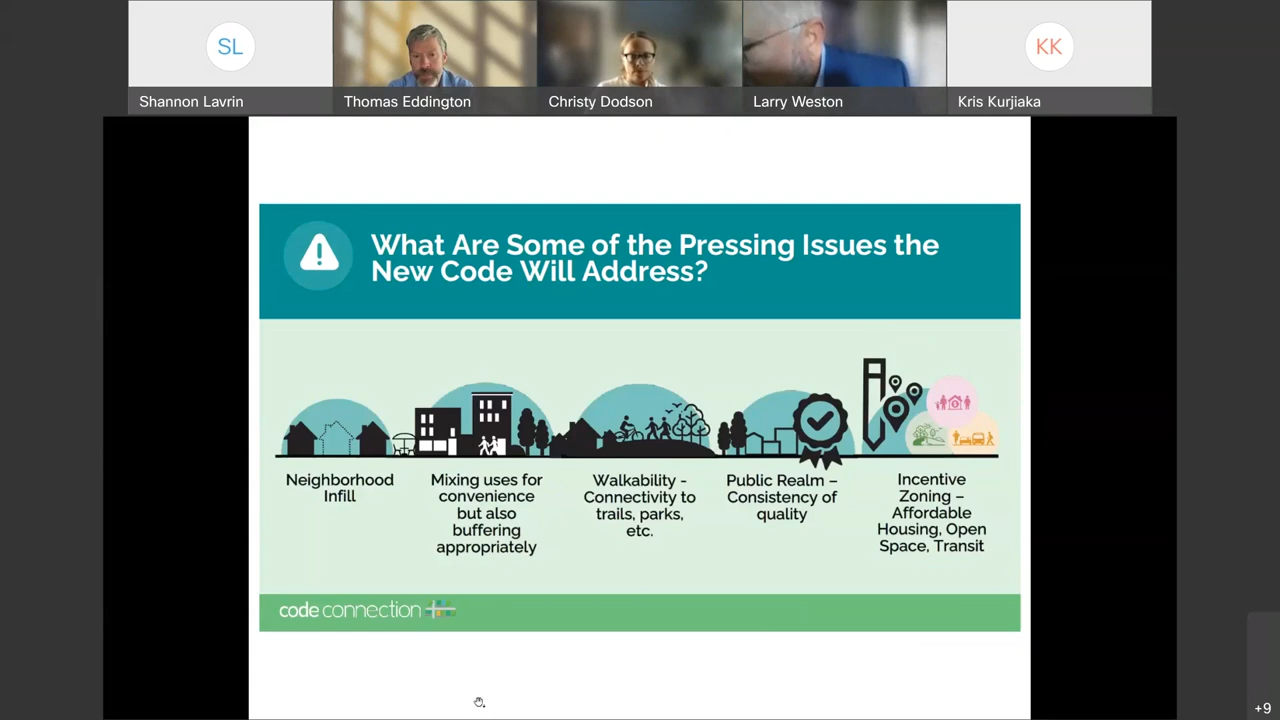 SL
KK
Shannon Lavrin
Thomas Eddington
Christy Dodson
Larry Weston
Kris Kurjiaka
What Are Some of the Pressing Issues the
New Code Will Address?
Neighborhood
Infill
Mixing uses for
convenience
but also
buffering
appropriately
Walkability -
Connectivity to
trails, parks,
etc.
Public Realm –
Consistency of
quality
Incentive
Zoning –
Affordable
Housing, Open
Space, Transit
code connection
+9